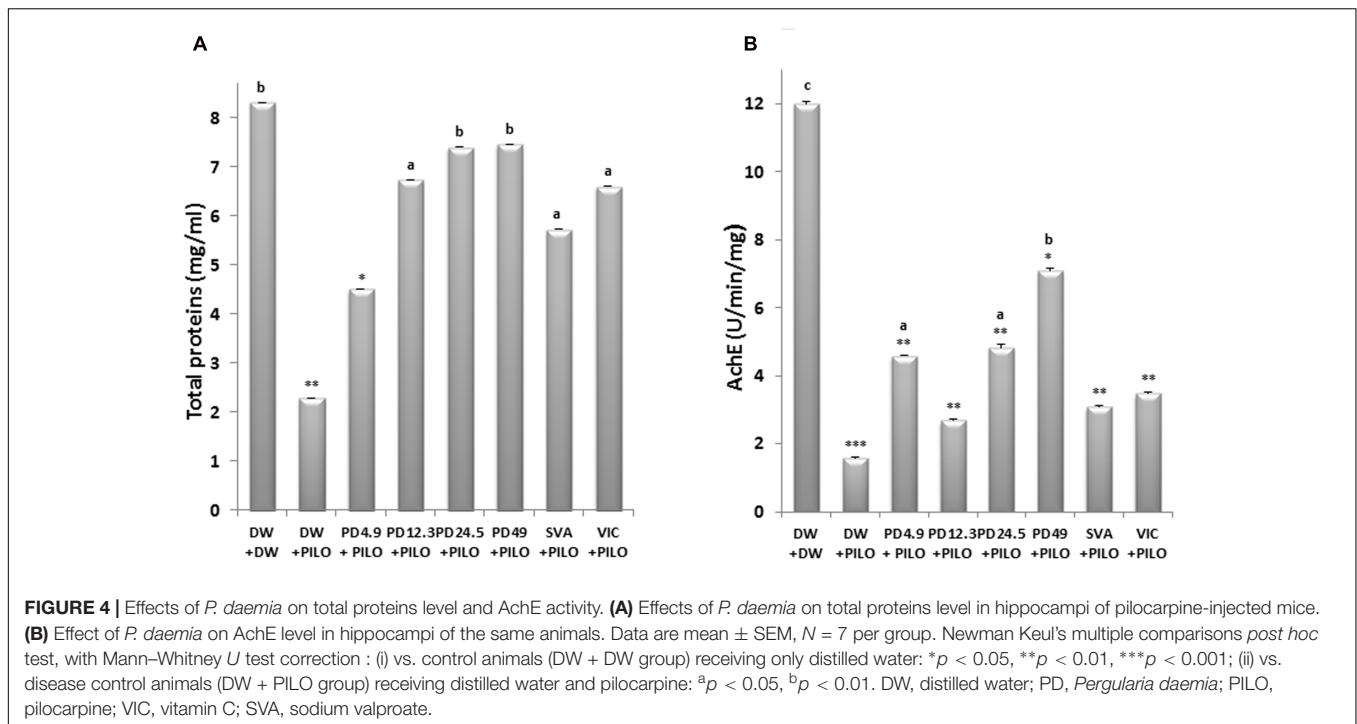 A
b
8
7
6
5
4
3
2
1
0
Total proteins (mg/ml)
**
*
a
b
b
a
a
DW +DW
DW +PILO
PD4.9 + PILO
PD12.3 +PILO
PD24.5 +PILO
PD49 +PILO
SVA +PILO
VIC +PILO
B
c
12
10
8
6
4
2
0
AchE (U/min/mg)
***
a
**
**
a
**
b
*
**
**
DW +DW
DW +PILO
PD4.9 + PILO
PD12.3 +PILO
PD24.5 +PILO
PD49 +PILO
SVA +PILO
VIC +PILO
FIGURE 4 | Effects of P. daemia on total proteins level and AchE activity. (A) Effects of P. daemia on total proteins level in hippocampi of pilocarpine-injected mice.
(B) Effect of P. daemia on AchE level in hippocampi of the same animals. Data are mean ± SEM, N = 7 per group. Newman Keul's multiple comparisons post hoc
test, with Mann–Whitney U test correction : (i) vs. control animals (DW + DW group) receiving only distilled water: *p < 0.05, **p < 0.01, ***p < 0.001; (ii) vs.
disease control animals (DW + PILO group) receiving distilled water and pilocarpine: ap < 0.05, bp < 0.01. DW, distilled water; PD, Pergularia daemia; PILO,
pilocarpine; VIC, vitamin C; SVA, sodium valproate.